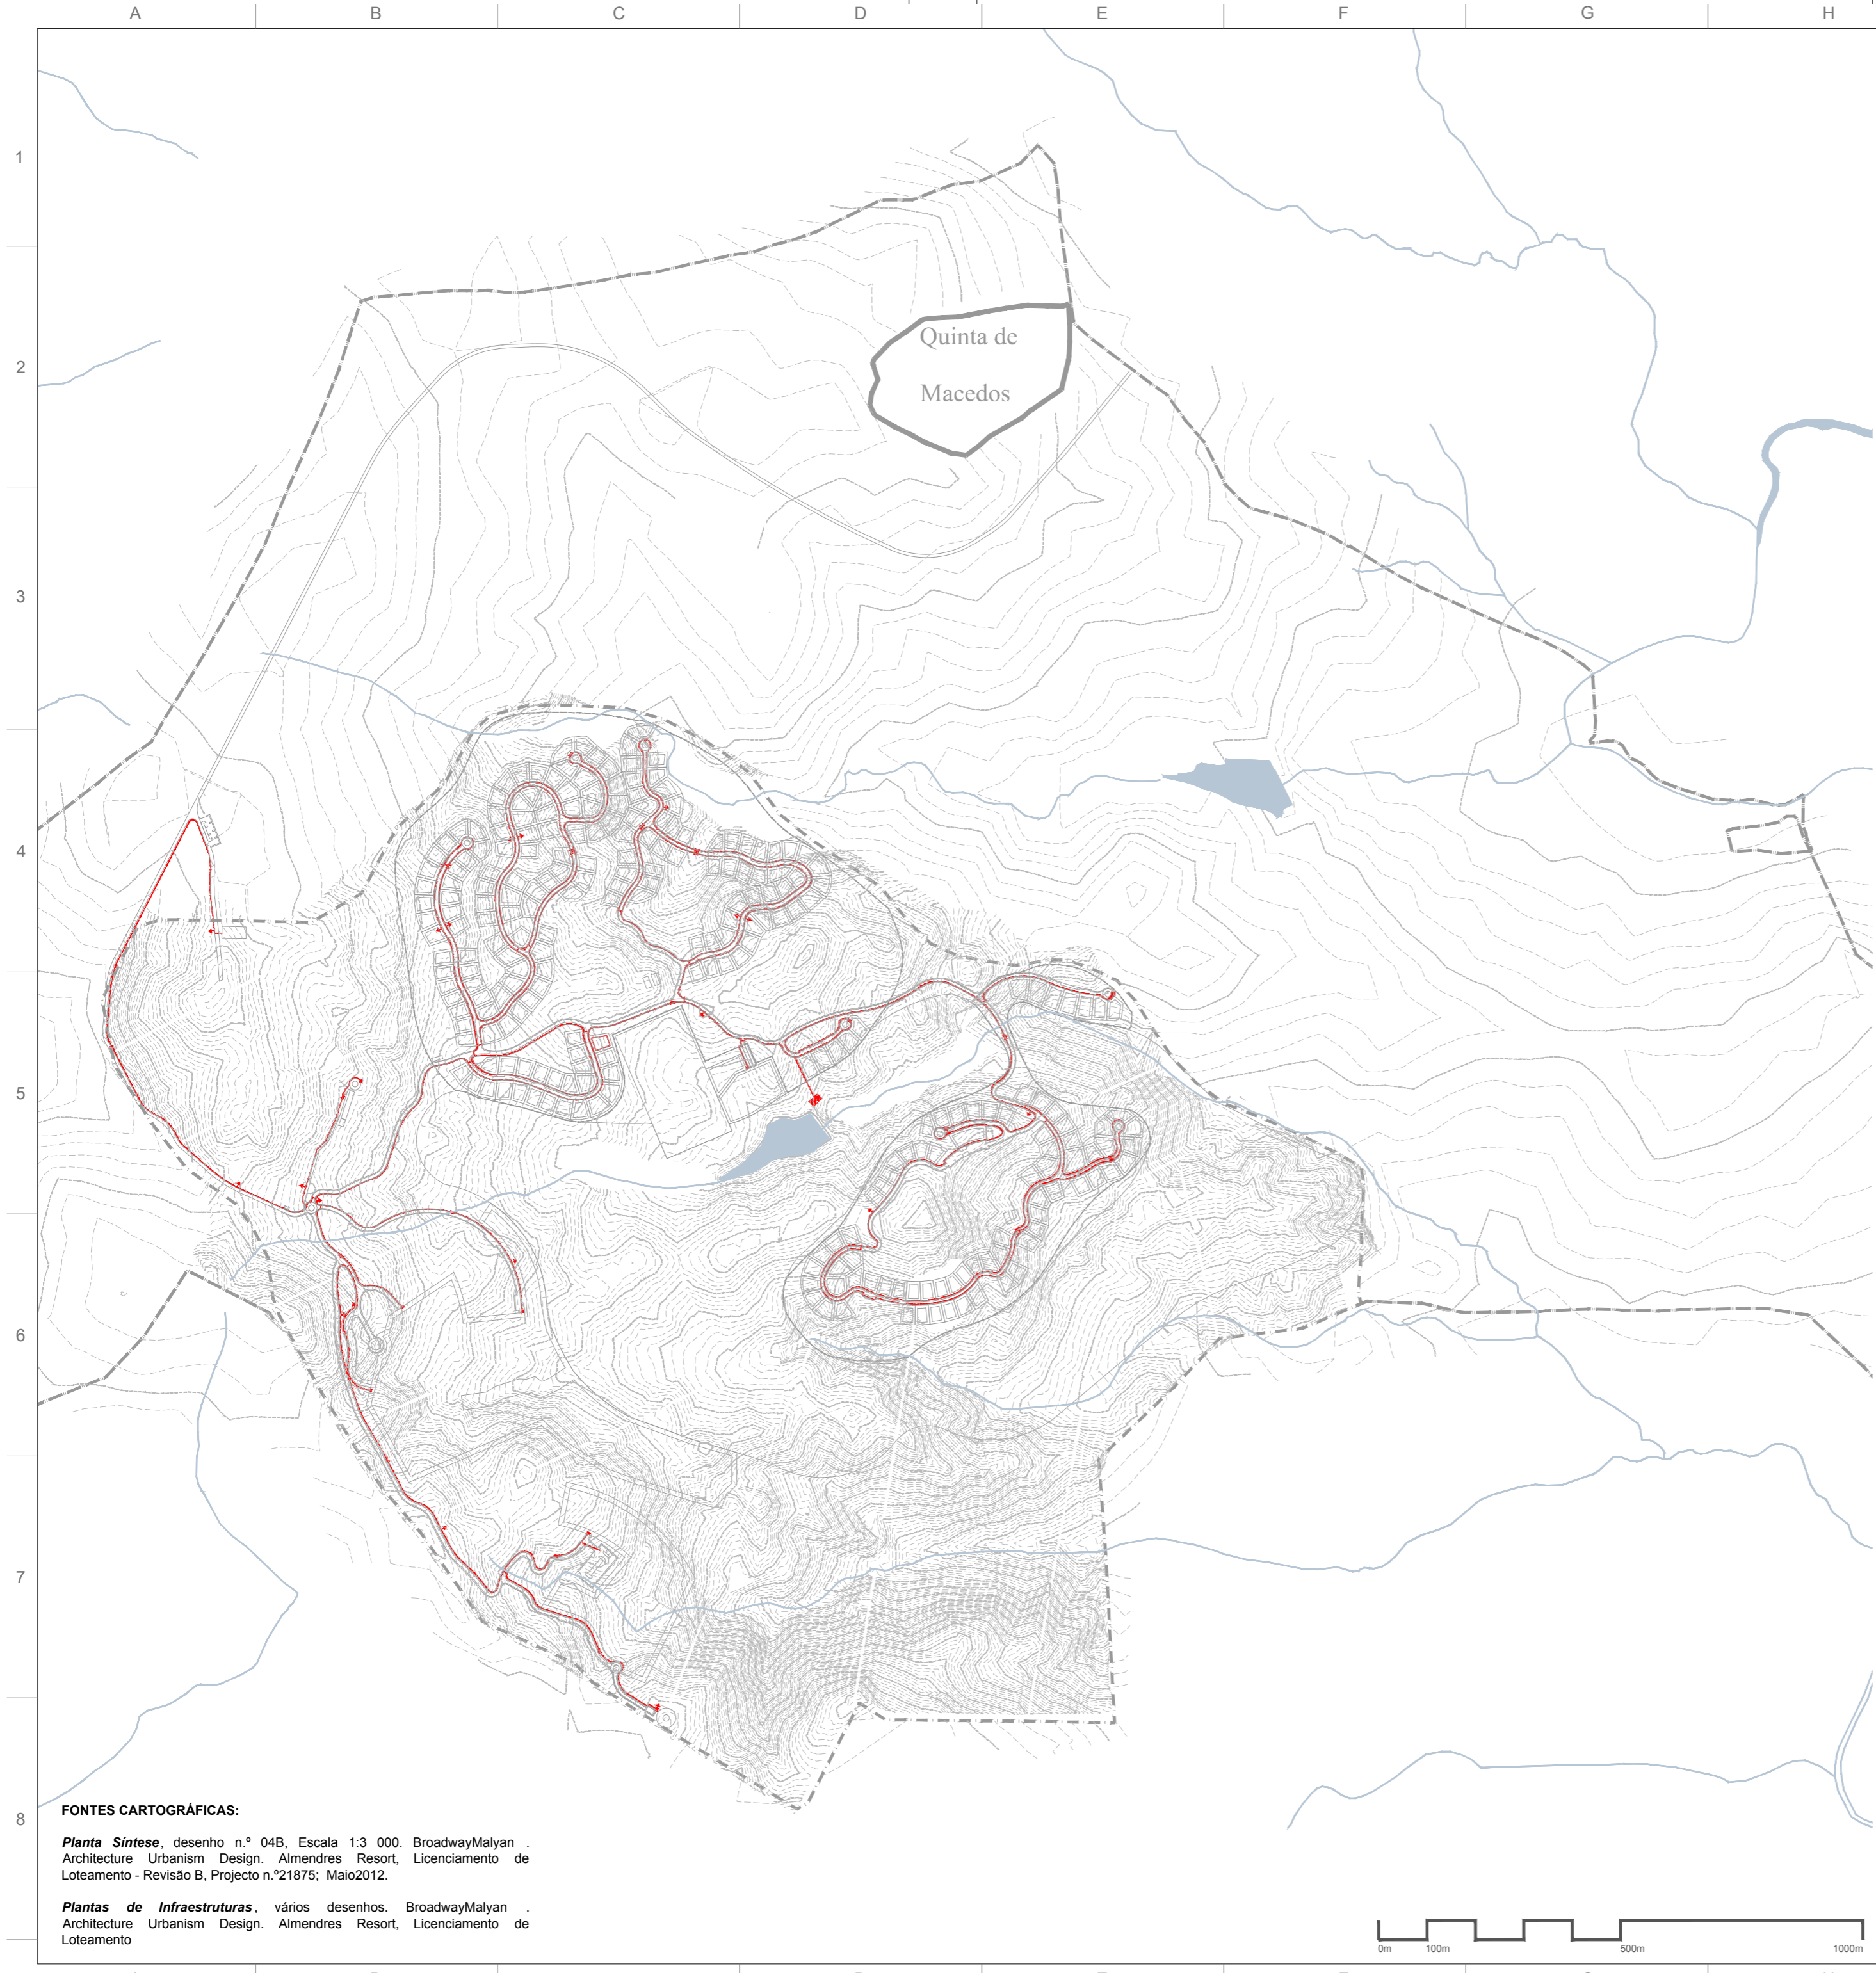 A B C D E F G H
1
2
3
4
5
6
7
8
Quinta de
Macedos
FONTES CARTOGRÁFICAS:
Planta Síntese, desenho n.º 04B, Escala 1:3 000. BroadwayMalyan .
Architecture Urbanism Design. Almendres Resort, Licenciamento de
Loteamento - Revisão B, Projecto n.º21875; Maio2012.
Plantas de Infraestruturas, vários desenhos. BroadwayMalyan .
Architecture Urbanism Design. Almendres Resort, Licenciamento de
Loteamento
0m 100m 500m 1000m